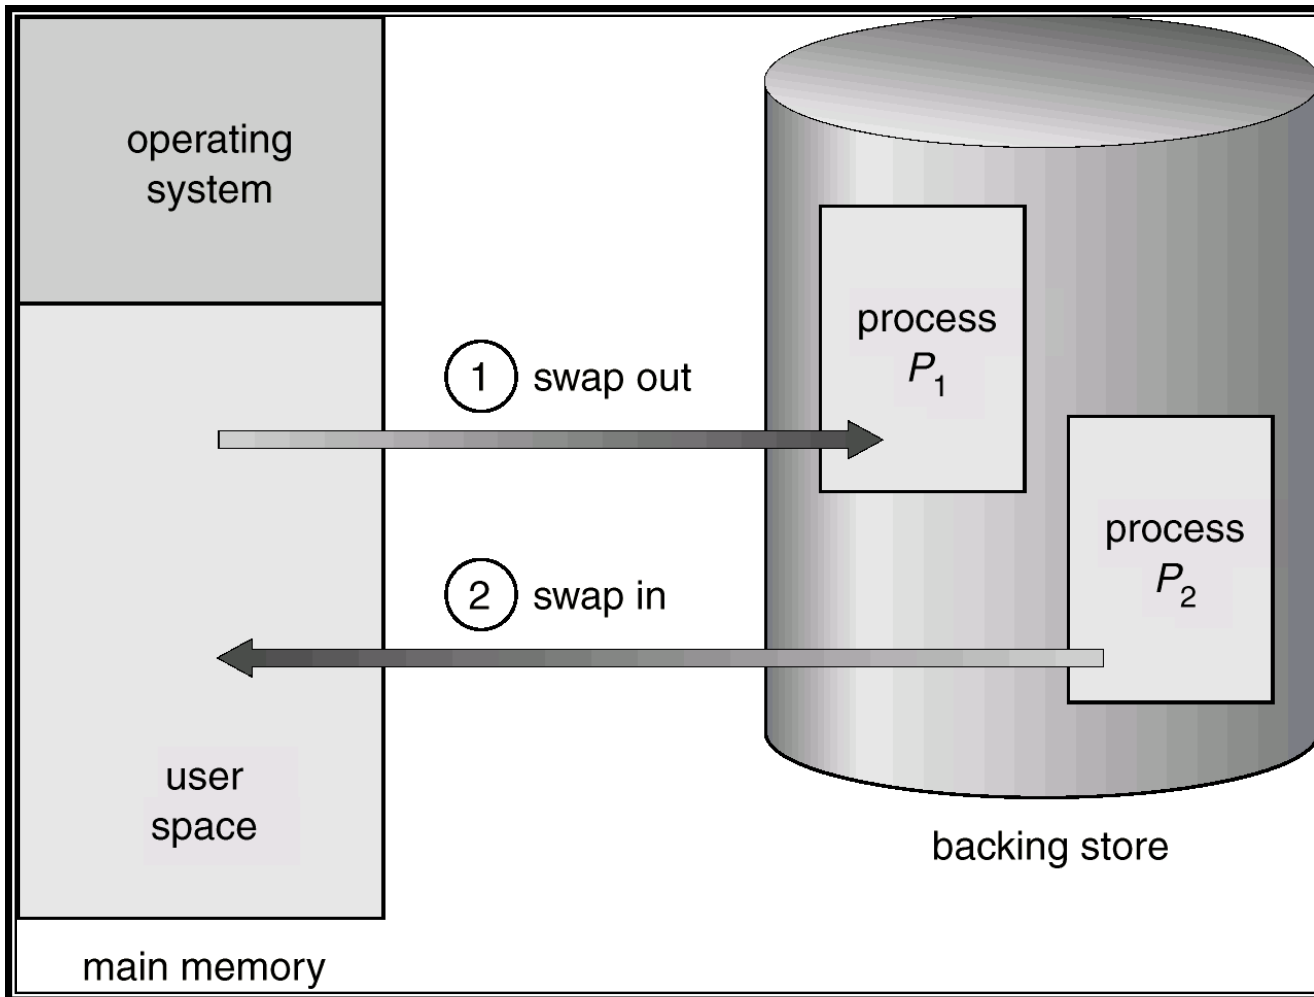 operating
system
process
P1
1 swap out
process
P2
2 swap in
user
space
backing store
main memory